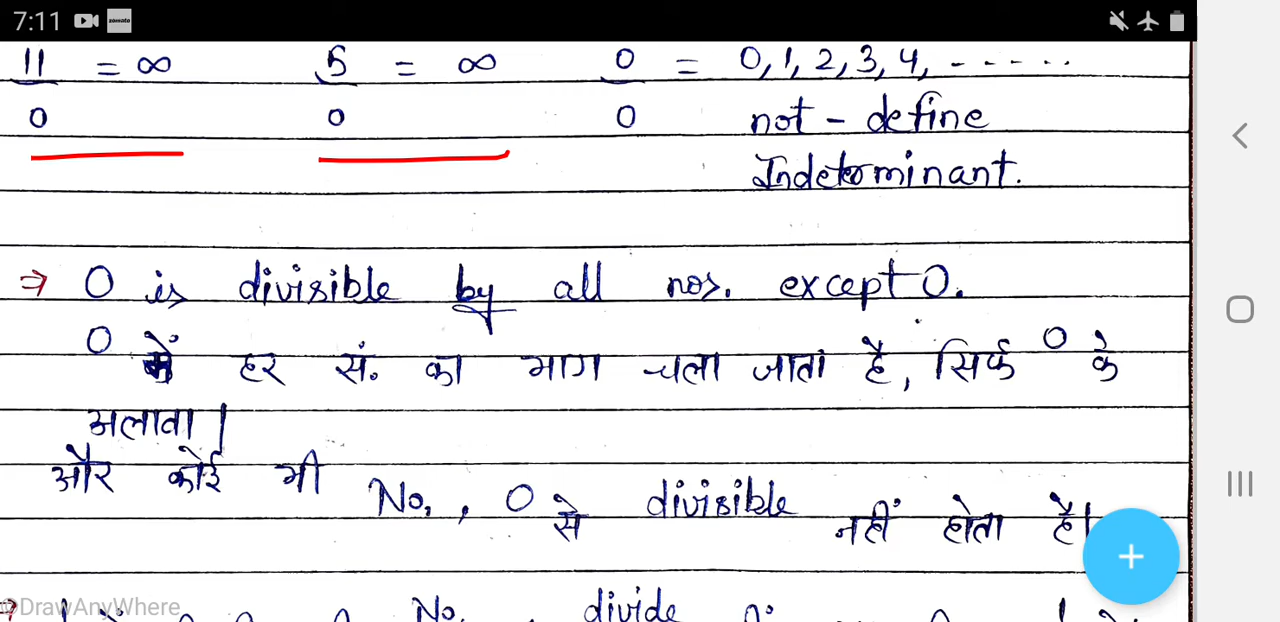 7:11 zomato
11 = ∞ 5 = ∞ 0 = 0, 1, 2, 3, 4, - - - - - ..
0 0 0 not - define
Indeterminant.
⇒ 0 is divisible by all nos. except 0.
0 में हर सं. का भाग चला जाता है, सिर्फ 0 के
अलावा |
और कोई भी No., 0 से divisible नहीं होता है|
No. divide
@DrawAnyWhere
+